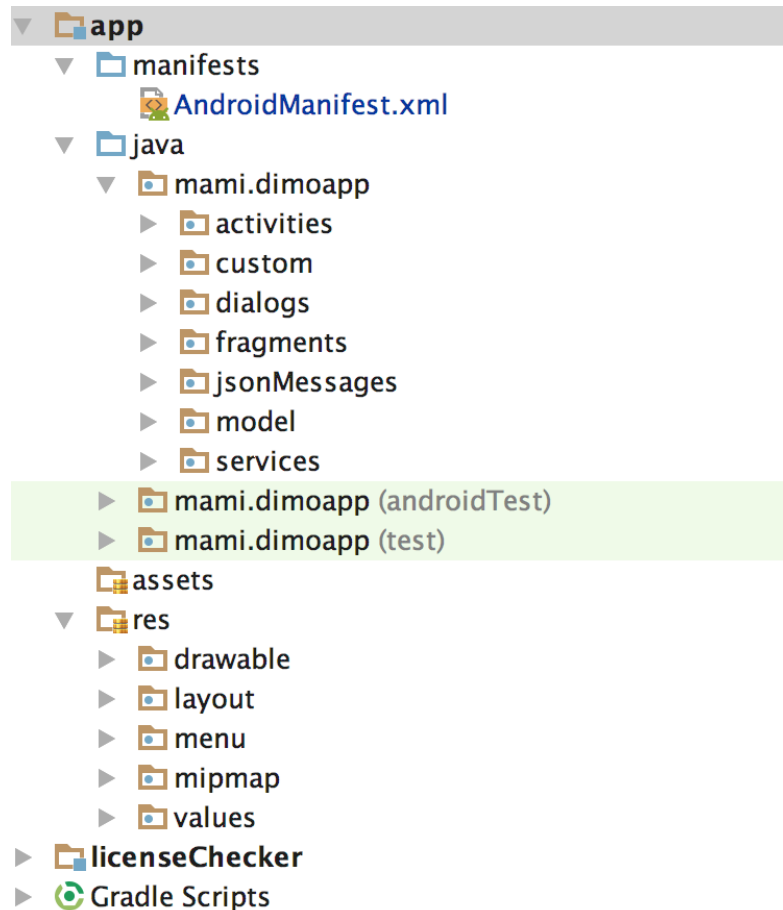 app
manifests
AndroidManifest.xml
java
mami.dimoapp
activities
custom
dialogs
fragments
jsonMessages
model
services
mami.dimoapp (androidTest)
mami.dimoapp (test)
assets
res
drawable
layout
menu
mipmap
values
licenseChecker
Gradle Scripts